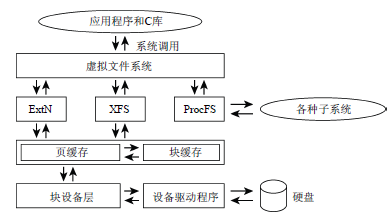 应用程序和C库
系统调用
虚拟文件系统
ExtN
XFS
ProcFS
各种子系统
页缓存
块缓存
块设备层
设备驱动程序
硬盘